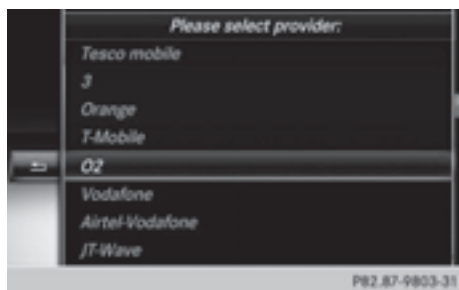 Please select provider:
Tesco mobile
3
Orange
T-Mobile
O2
Vodafone
Airtel-Vodafone
JT-Wave
P82.87-9803-31